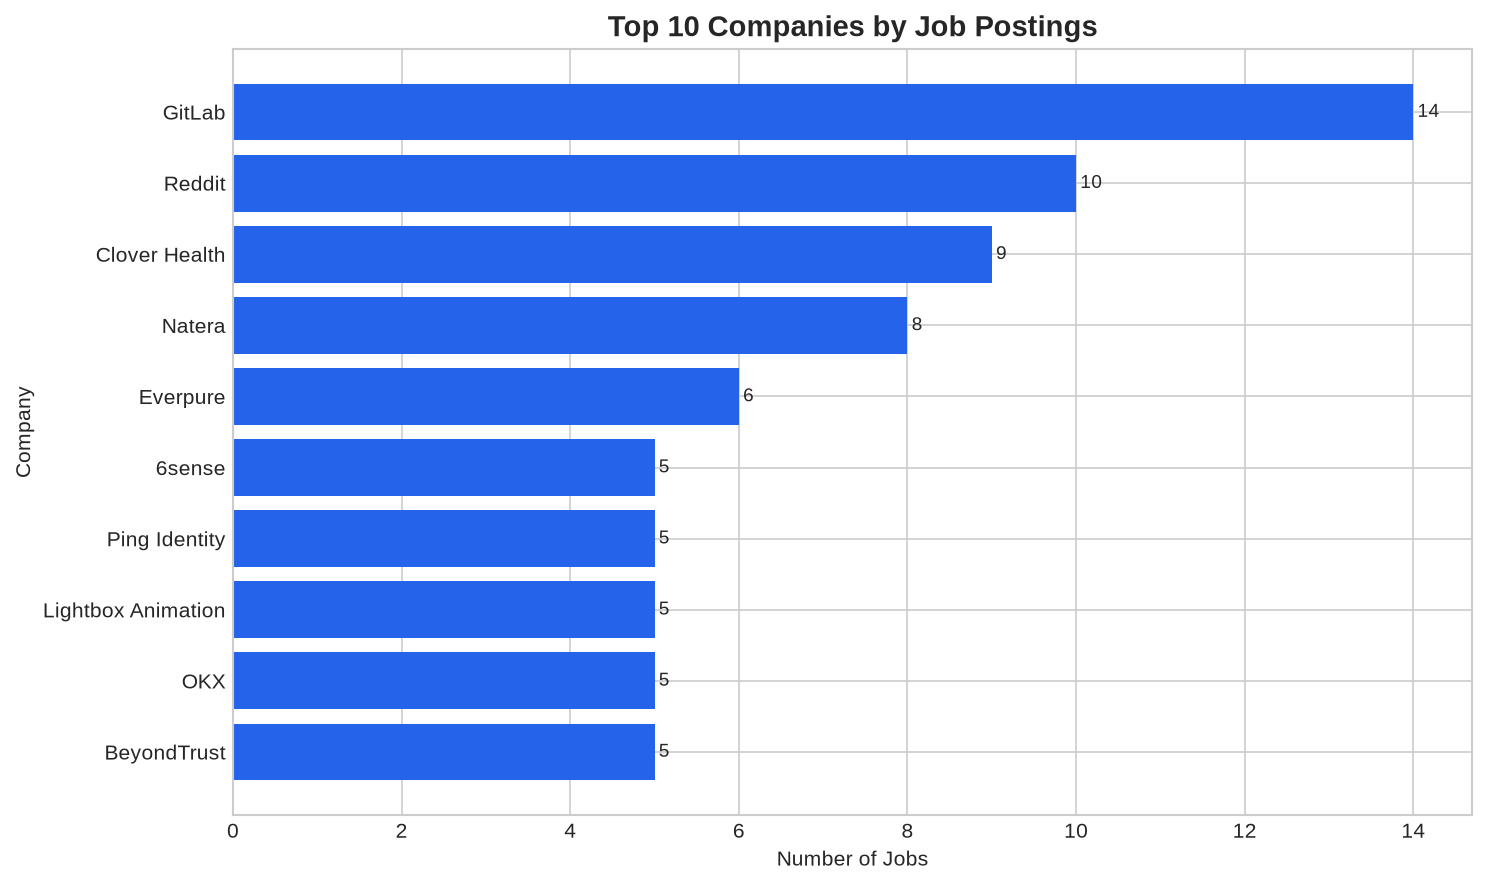 Top 10 Companies by Job Postings
GitLab 14
Reddit 10
Clover Health 9
Natera 8
Everpure 6
6sense 5
Ping Identity 5
Lightbox Animation 5
OKX 5
BeyondTrust 5
Company
0 2 4 6 8 10 12 14
Number of Jobs